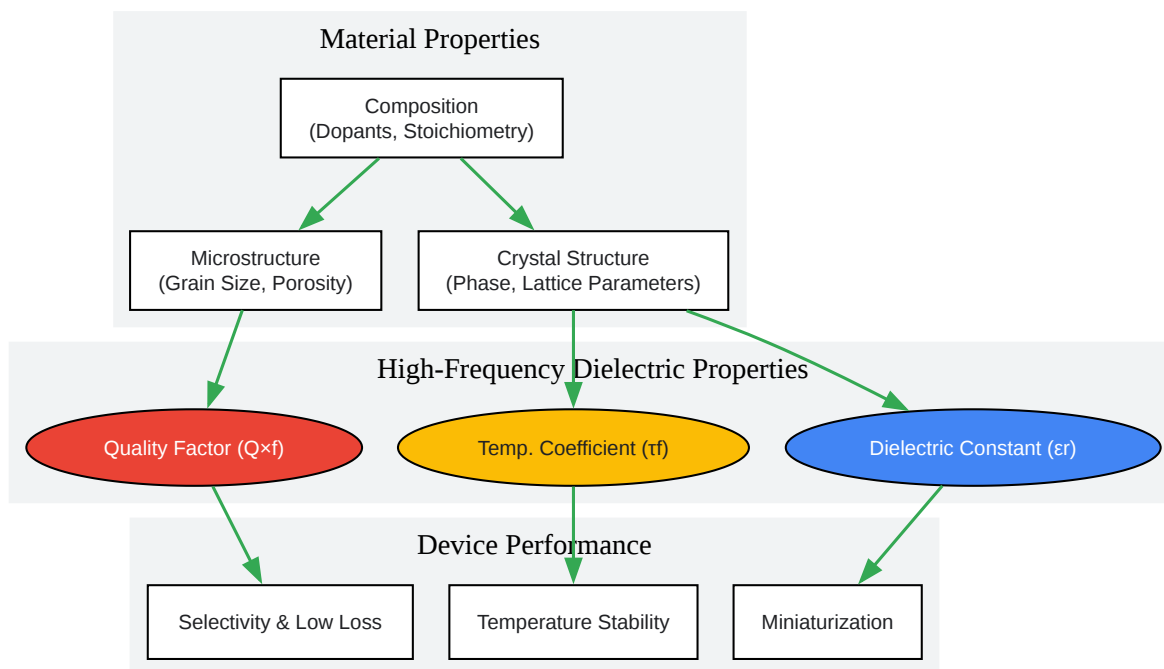 Material Properties
Composition
(Dopants, Stoichiometry)
Microstructure
(Grain Size, Porosity)
Crystal Structure
(Phase, Lattice Parameters)
High-Frequency Dielectric Properties
Quality Factor (Q×f)
Temp. Coefficient (τf)
Dielectric Constant (εr)
Device Performance
Selectivity & Low Loss
Temperature Stability
Miniaturization